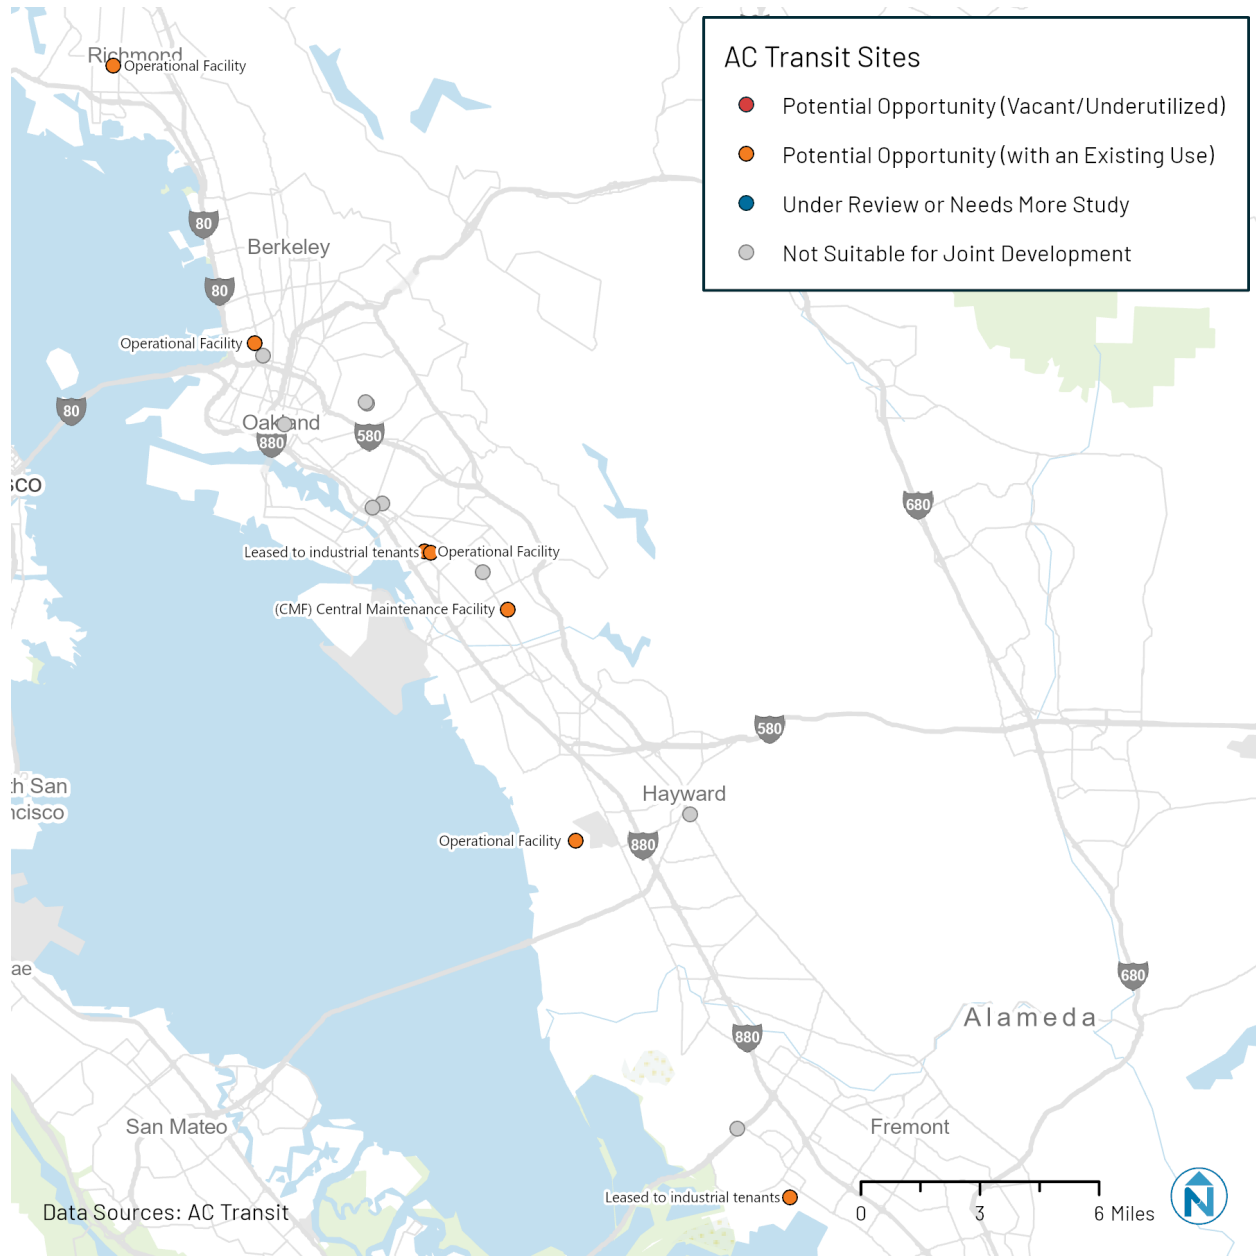 Richmond
Operational Facility
AC Transit Sites
Potential Opportunity (Vacant/Underutilized)
Potential Opportunity (with an Existing Use)
Under Review or Needs More Study
Not Suitable for Joint Development
80
Berkeley
80
Operational Facility
80
Oakland
880
580
sco
680
Leased to industrial tenants
Operational Facility
(CMF) Central Maintenance Facility
580
th San
ncisco
Hayward
Operational Facility
880
ae
680
Alameda
880
San Mateo
Fremont
Leased to industrial tenants
Data Sources: AC Transit
0 3 6 Miles
N